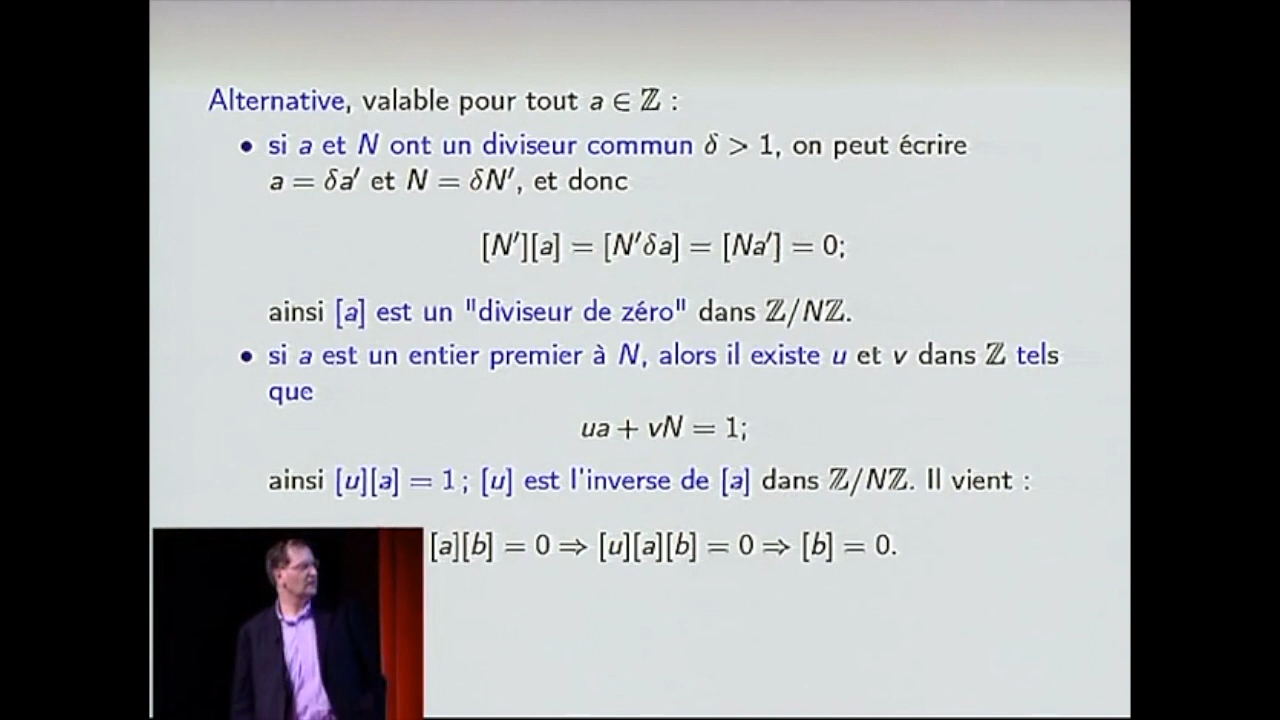 Alternative, valable pour tout a ∈ ℤ :
• si a et N ont un diviseur commun δ > 1, on peut écrire
a = δa′ et N = δN′, et donc
[N′][a] = [N′δa] = [Na′] = 0;
ainsi [a] est un "diviseur de zéro" dans ℤ/Nℤ.
• si a est un entier premier à N, alors il existe u et v dans ℤ tels
que
ua + vN = 1;
ainsi [u][a] = 1 ; [u] est l'inverse de [a] dans ℤ/Nℤ. Il vient :
[a][b] = 0 ⇒ [u][a][b] = 0 ⇒ [b] = 0.